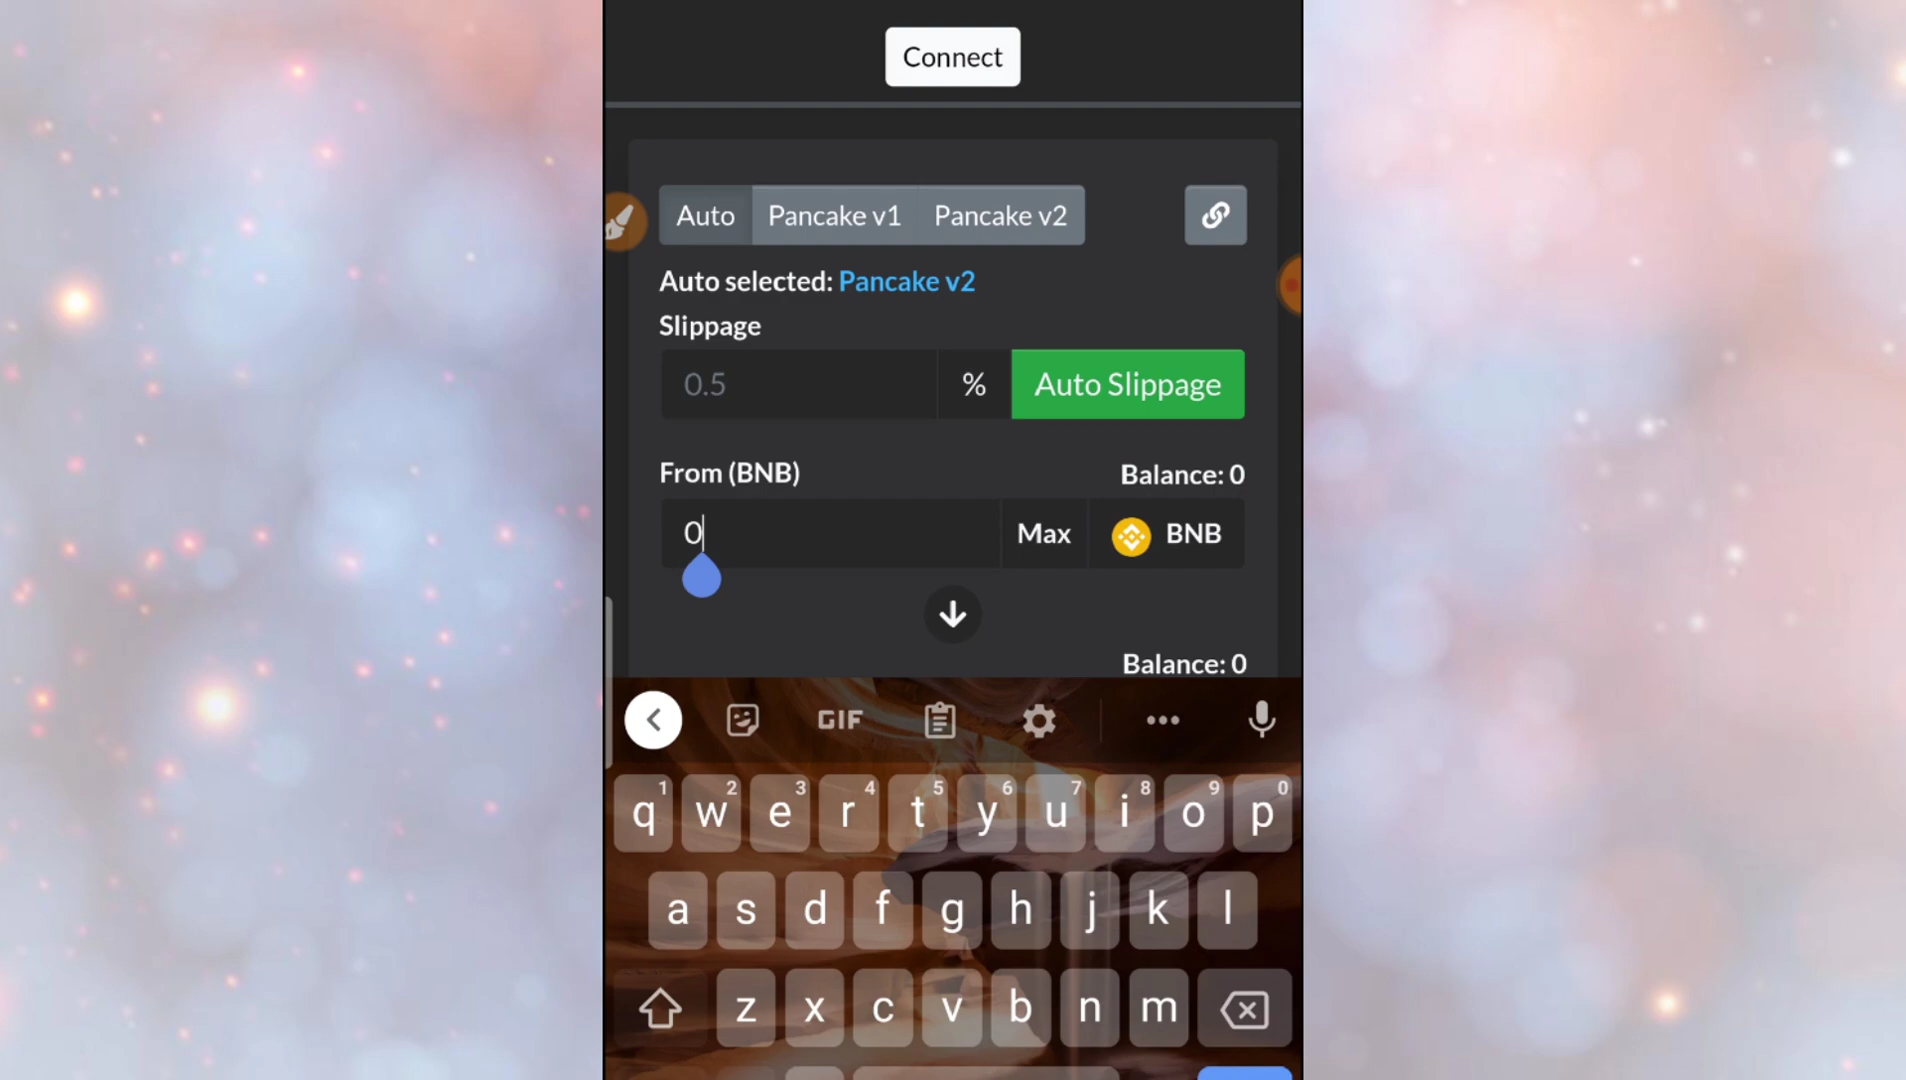 Connect
Auto Pancake v1 Pancake v2
Auto selected: Pancake v2
Slippage
0.5 % Auto Slippage
From (BNB) Balance: 0
0 Max BNB
Balance: 0
GIF
1 2 3 4 5 6 7 8 9 0
q w e r t y u i o p
a s d f g h j k l
z x c v b n m